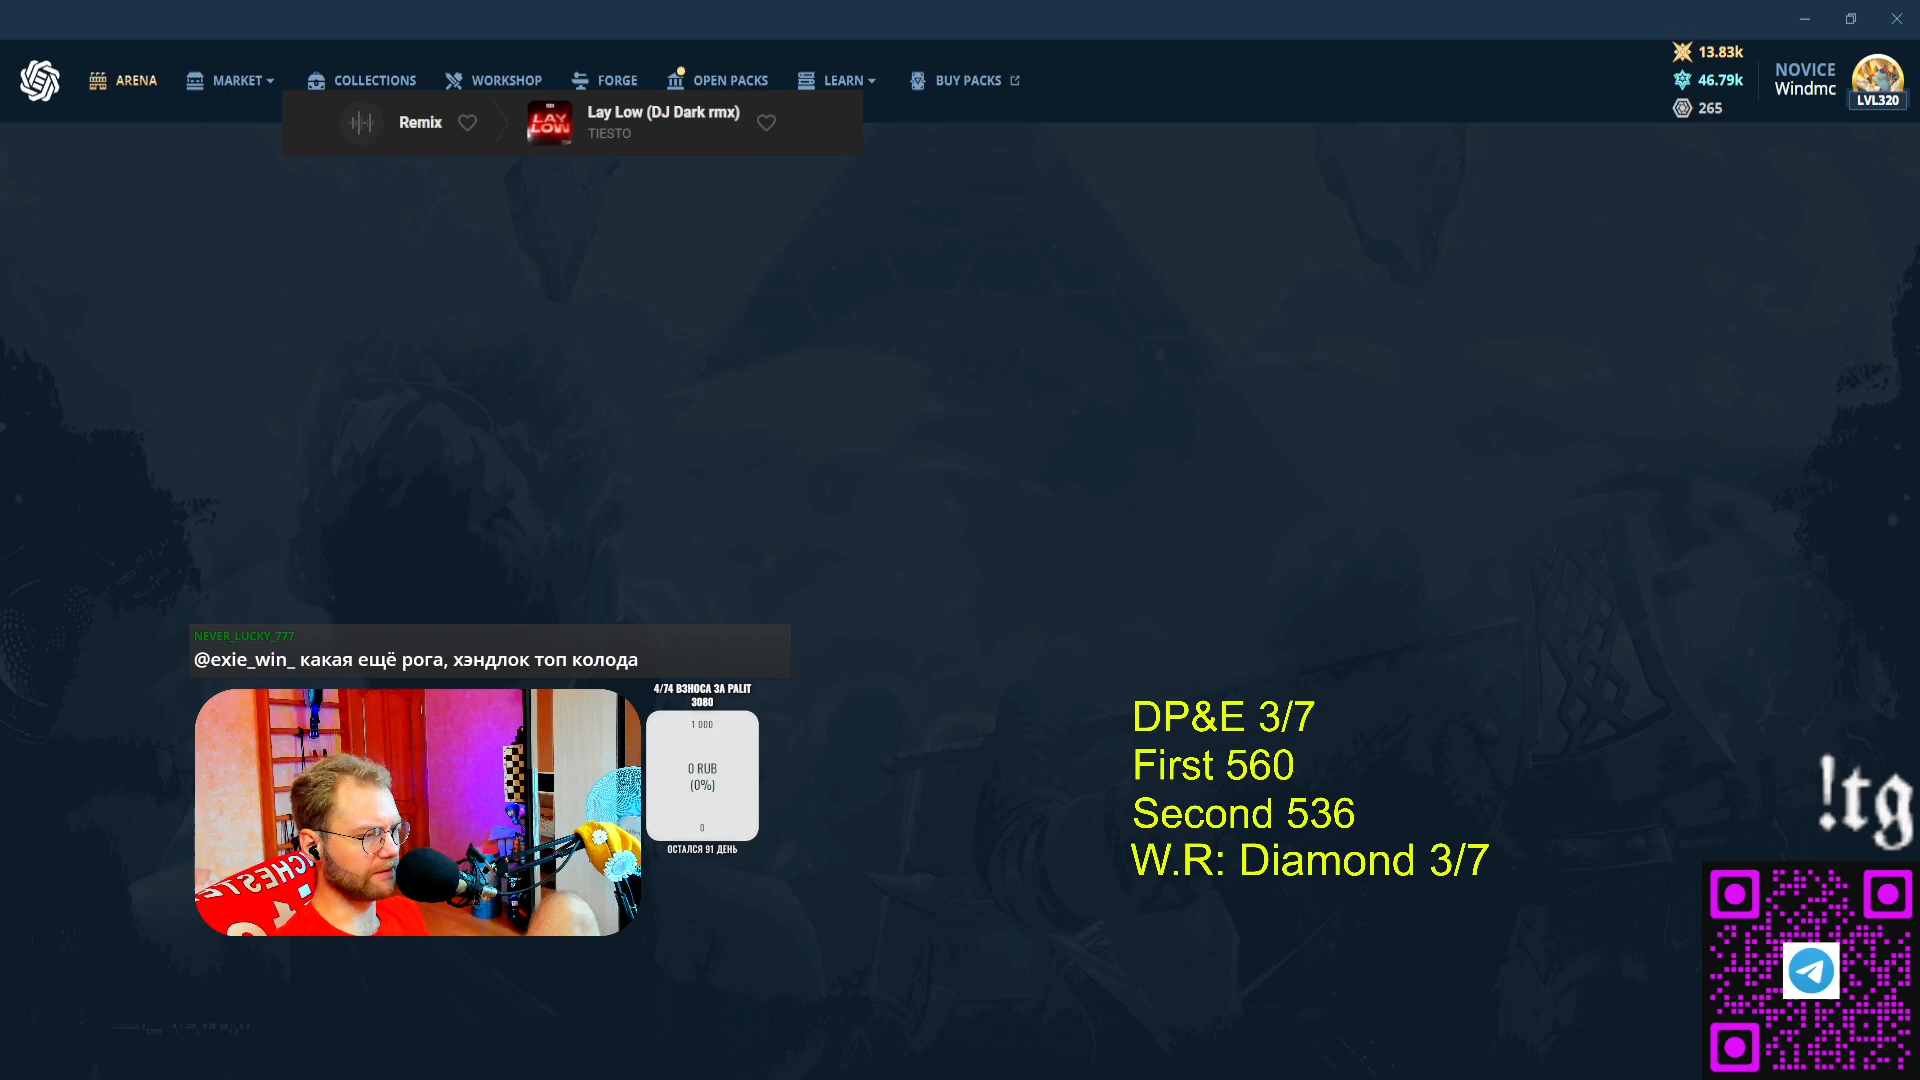 13.83k
ARENA
MARKET
COLLECTIONS
WORKSHOP
FORGE
OPEN PACKS
LEARN
BUY PACKS
46.79k
265
NOVICE
Windmc
LVL320
Remix
Lay Low (DJ Dark rmx)
TIESTO
LAY
LOW
NEVER_LUCKY_777
@exie_win_ какая ещё рога, хэндлок топ колода
4/74 ВЗНОСА ЗА PALIT
3080
1 000
0 RUB
(0%)
0
ОСТАЛСЯ 91 ДЕНЬ
DP&E 3/7
First 560
Second 536
W.R: Diamond 3/7
!tg